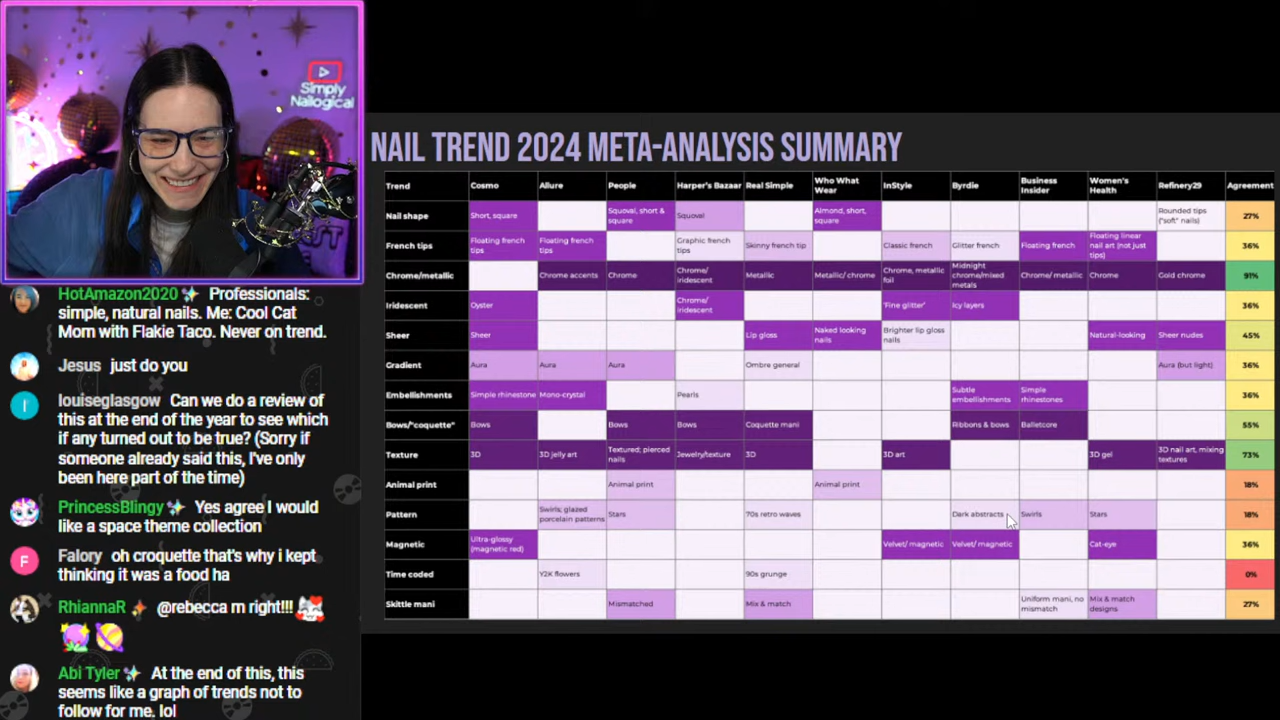 Simply
Nailogical
HotAmazon2020 Professionals:
simple, natural nails. Me: Cool Cat
Mom with Flakie Taco. Never on trend.
Jesus just do you
louiseglasgow Can we do a review of
this at the end of the year to see which
if any turned out to be true? (Sorry if
someone already said this, I've only
been here part of the time)
PrincessBlingy Yes agree I would
like a space theme collection
F
Falory oh croquette that's why i kept
thinking it was a food ha
RhiannaR @rebecca m right!!!
Abi Tyler At the end of this, this
seems like a graph of trends not to
follow for me. lol
NAIL TREND 2024 META-ANALYSIS SUMMARY
Trend Cosmo Allure People Harper's Bazaar Real Simple Who What Wear InStyle Byrdie Business Insider Women's Health Refinery29 Agreement
Nail shape Short, square Squoval, short & square Squoval Almond, short, square Rounded tips ("soft" nails) 27%
French tips Floating french tips Floating french tips Graphic french tips Skinny french tip Classic french Glitter french Floating french Floating linear nail art (not just tips) 36%
Chrome/metallic Chrome accents Chrome Chrome/ iridescent Metallic Metallic/ chrome Chrome, metallic foil Midnight chrome/mixed metals Chrome/ metallic Chrome Gold chrome 91%
Iridescent Oyster Chrome/ iridescent 'Fine glitter' Icy layers 36%
Sheer Sheer Lip gloss Naked looking nails Brighter lip gloss nails Natural-looking Sheer nudes 45%
Gradient Aura Aura Aura Ombre general Aura (but light) 36%
Embellishments Simple rhinestone Mono-crystal Pearls Subtle embellishments Simple rhinestones 36%
Bows/"coquette" Bows Bows Bows Coquette mani Ribbons & bows Balletcore 55%
Texture 3D 3D jelly art Textured; pierced nails Jewelry/texture 3D 3D art 3D gel 3D nail art, mixing textures 73%
Animal print Animal print Animal print 18%
Pattern Swirls; glazed porcelain patterns Stars 70s retro waves Dark abstracts Swirls Stars 18%
Magnetic Ultra-glossy (magnetic red) Velvet/ magnetic Velvet/ magnetic Cat-eye 36%
Time coded Y2K flowers 90s grunge 0%
Skittle mani Mismatched Mix & match Uniform mani, no mismatch Mix & match designs 27%